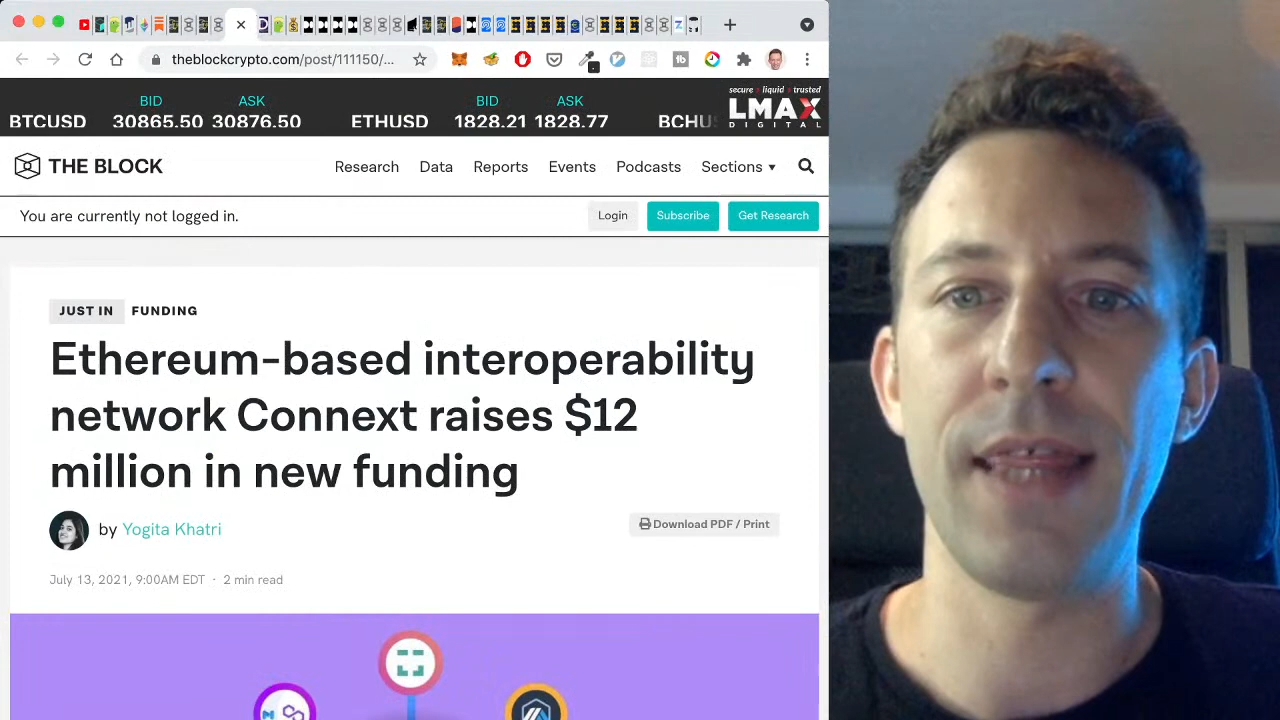 theblockcrypto.com/post/111150/...
BID ASK BID ASK
BTCUSD 30865.50 30876.50 ETHUSD 1828.21 1828.77 BCHUS
secure › liquid › trusted
LMAX
DIGITAL
THE BLOCK Research Data Reports Events Podcasts Sections
You are currently not logged in. Login Subscribe Get Research
JUST IN FUNDING
Ethereum-based interoperability
network Connext raises $12
million in new funding
by Yogita Khatri Download PDF / Print
July 13, 2021, 9:00AM EDT · 2 min read